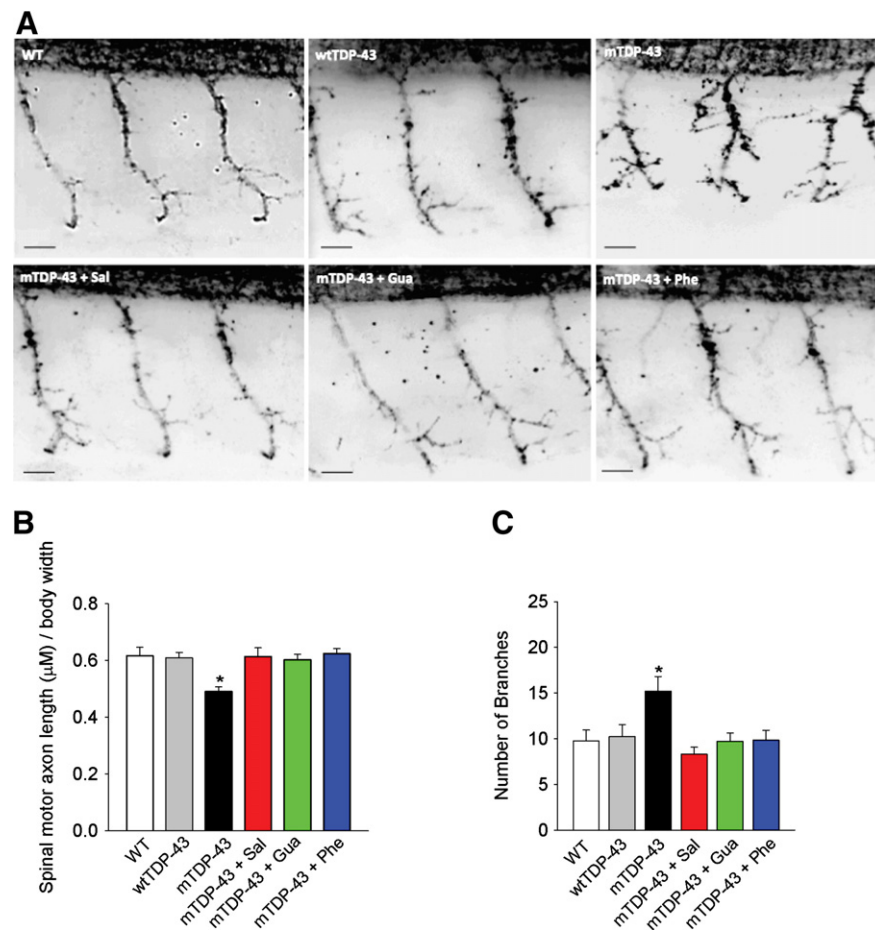 A
WT
wtTDP-43
mTDP-43
mTDP-43 + Sal
mTDP-43 + Gua
mTDP-43 + Phe
B
Spinal motor axon length (μM) / body width
0.8
0.6
0.4
0.2
0.0
*
WT
wtTDP-43
mTDP-43
mTDP-43 + Sal
mTDP-43 + Gua
mTDP-43 + Phe
C
Number of Branches
25
20
15
10
5
0
*
WT
wtTDP-43
mTDP-43
mTDP-43 + Sal
mTDP-43 + Gua
mTDP-43 + Phe